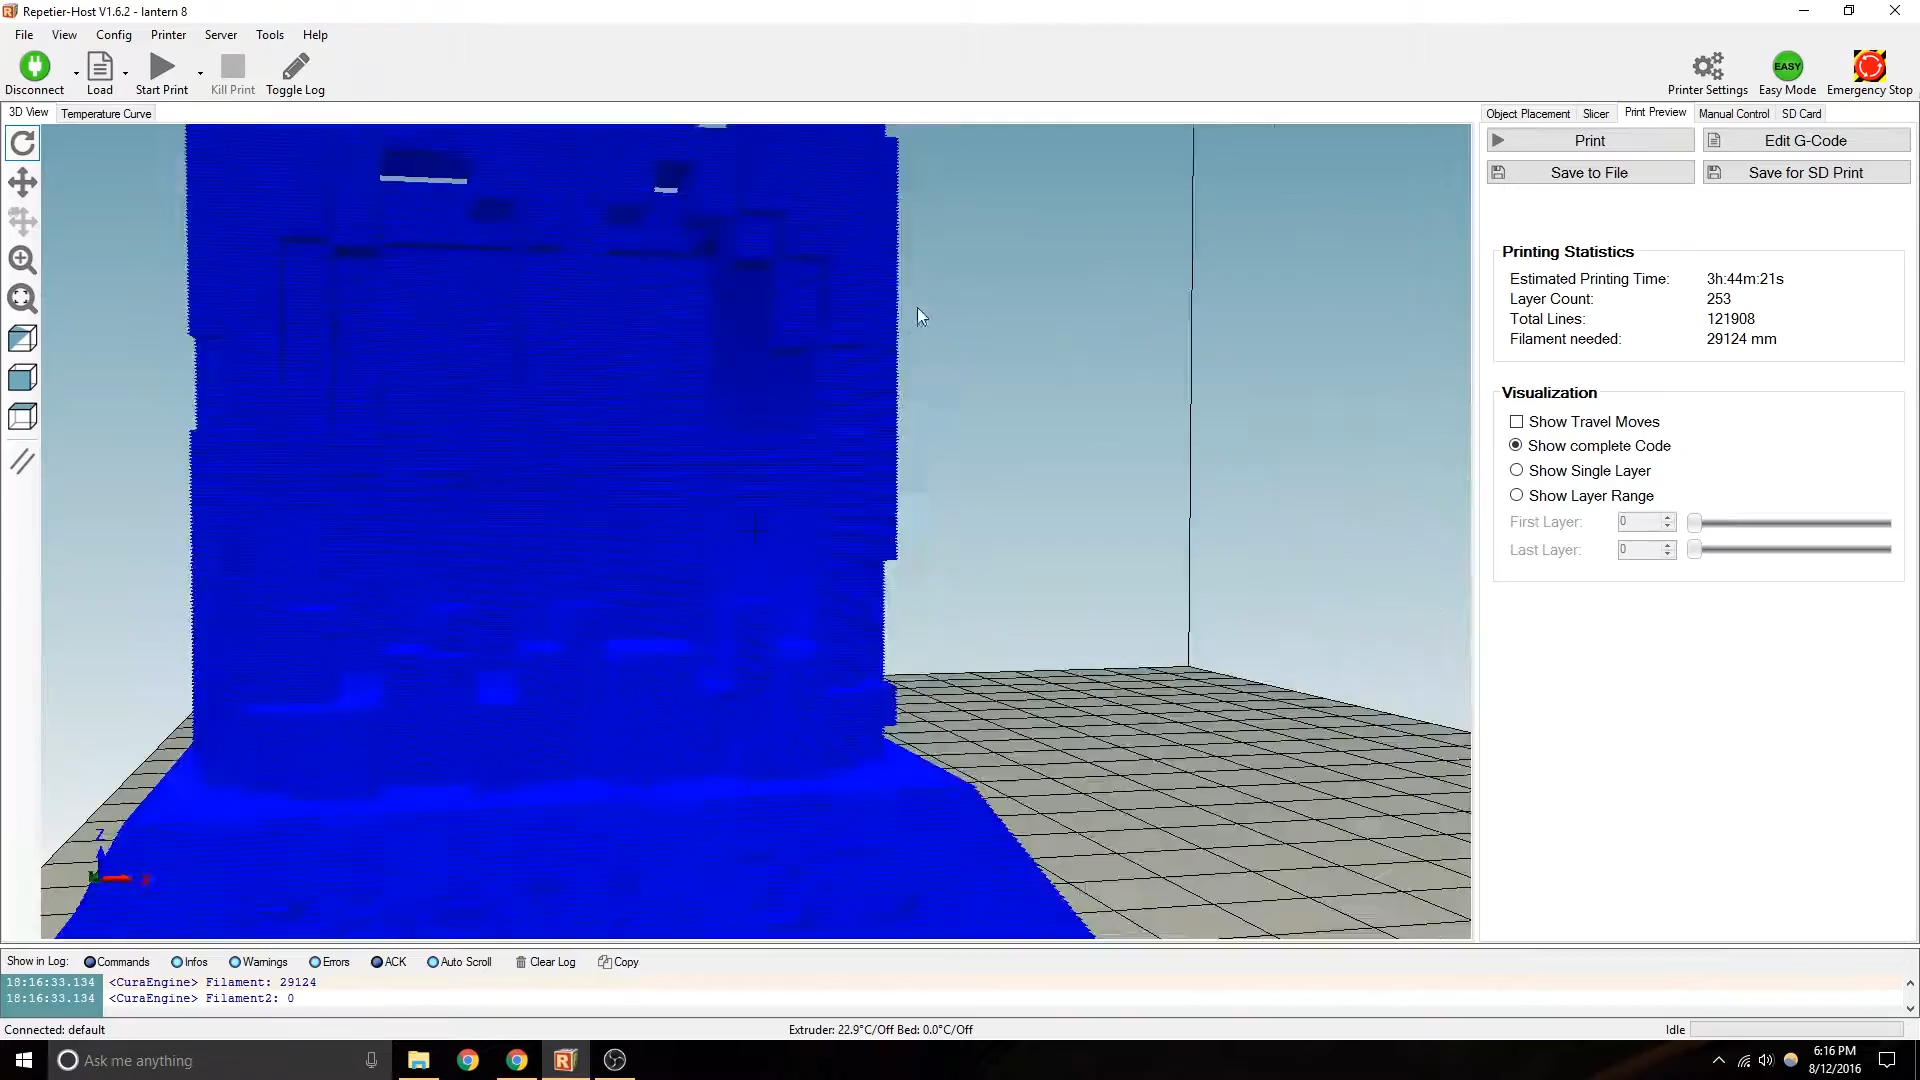 Repetier-Host V1.6.2 - lantern 8
File View Config Printer Server Tools Help
Disconnect Load Start Print Kill Print Toggle Log
EASY
Printer Settings Easy Mode Emergency Stop
3D View Temperature Curve
Object Placement Slicer Print Preview Manual Control SD Card
Print Edit G-Code
Save to File Save for SD Print
Printing Statistics
Estimated Printing Time: 3h:44m:21s
Layer Count: 253
Total Lines: 121908
Filament needed: 29124 mm
Visualization
Show Travel Moves
Show complete Code
Show Single Layer
Show Layer Range
First Layer: 0
Last Layer: 0
Z
X
Show in Log: Commands Infos Warnings Errors ACK Auto Scroll Clear Log Copy
18:16:33.134 <CuraEngine> Filament: 29124
18:16:33.134 <CuraEngine> Filament2: 0
Connected: default Extruder: 22.9°C/Off Bed: 0.0°C/Off Idle
Ask me anything
6:16 PM
8/12/2016